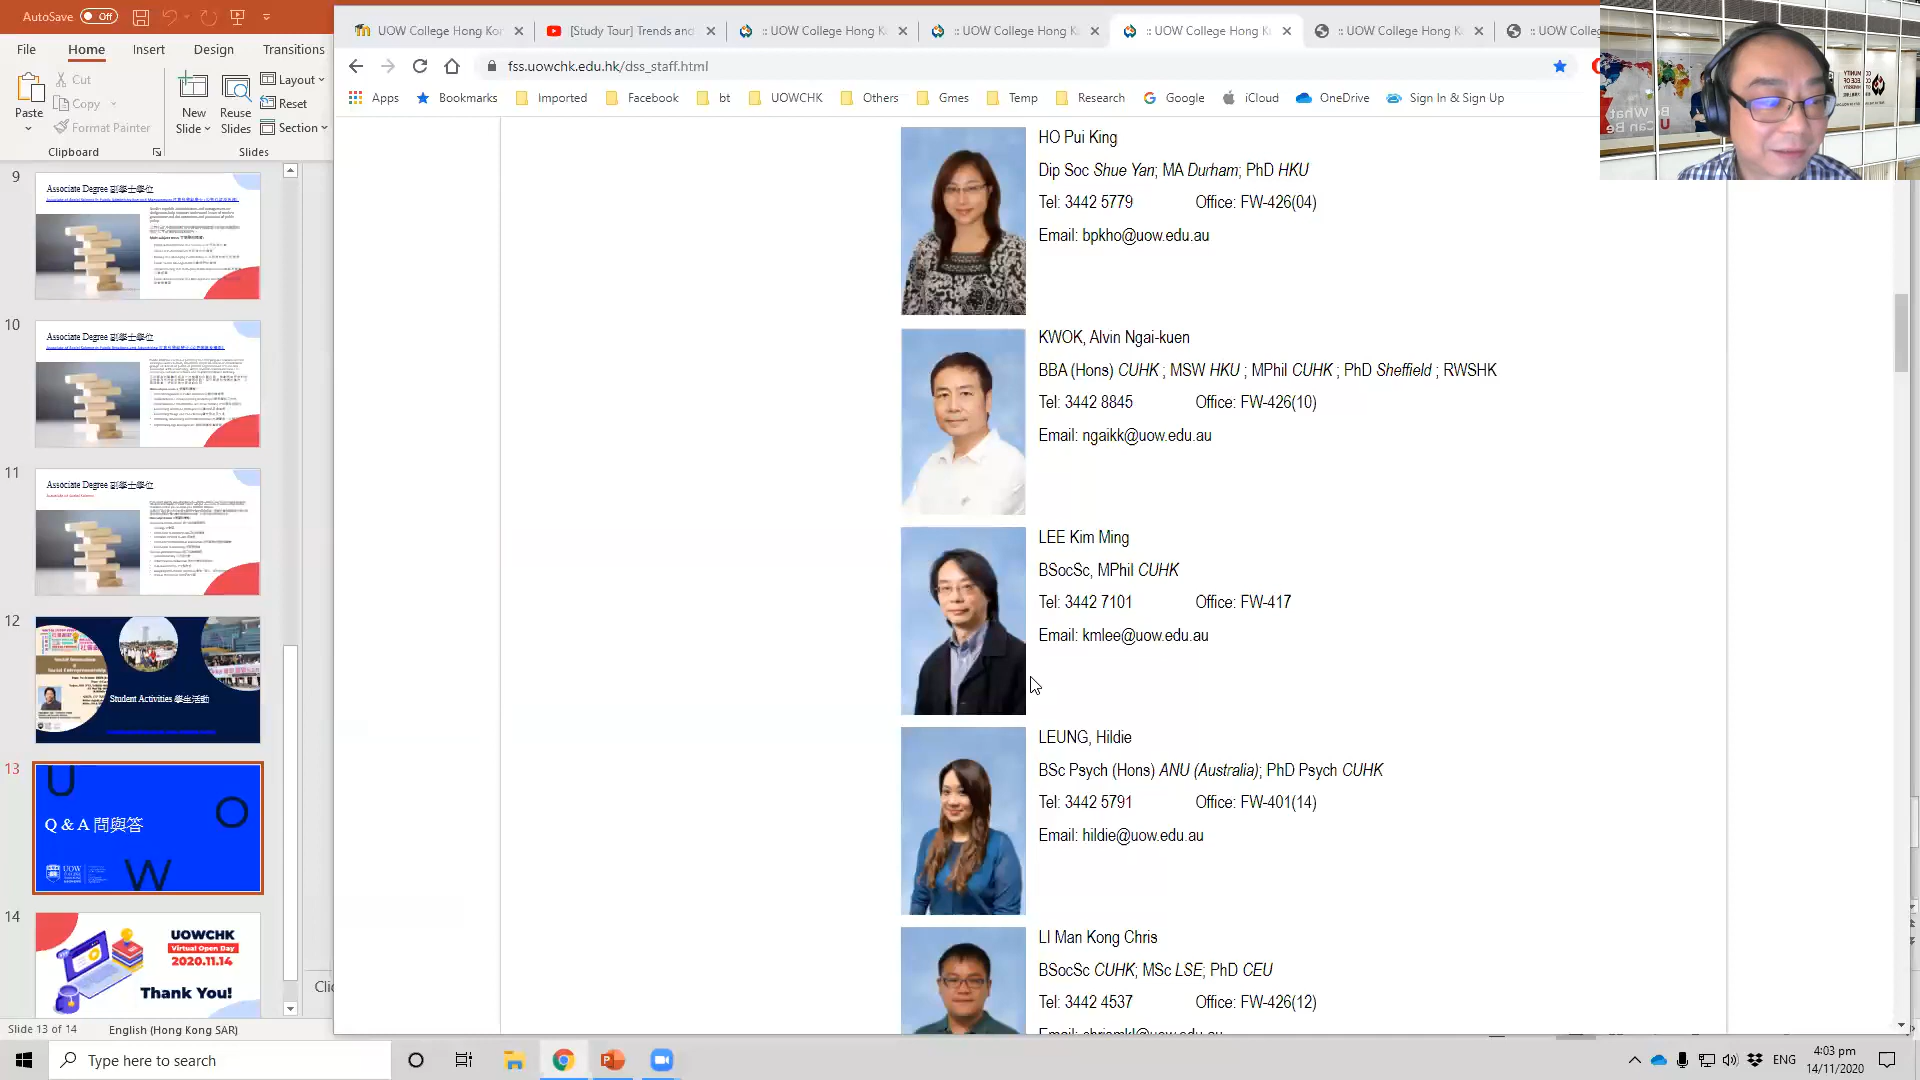 AutoSave Off
File Home Insert Design Transitions
Paste
Cut
Copy
Format Painter
Clipboard
New Slide
Reuse Slides
Layout
Reset
Section
Slides
9
Associate Degree 副學士學位
10
Associate Degree 副學士學位
11
Associate Degree 副學士學位
12
Student Activities 學生活動
13
U
O
W
Q & A 問與答
UOW
14
UOWCHK
Virtual Open Day
2020.11.14
Thank You!
Slide 13 of 14 English (Hong Kong SAR)
Clic
UOW College Hong Kon
[Study Tour] Trends and
:: UOW College Hong K
:: UOW College Hong K
:: UOW College Hong K
:: UOW College Hong K
:: UOW Colleg
fss.uowchk.edu.hk/dss_staff.html
Apps Bookmarks Imported Facebook bt UOWCHK Others Gmes Temp Research Google iCloud OneDrive Sign In & Sign Up
HO Pui King
Dip Soc Shue Yan; MA Durham; PhD HKU
Tel: 3442 5779 Office: FW-426(04)
Email: bpkho@uow.edu.au
KWOK, Alvin Ngai-kuen
BBA (Hons) CUHK ; MSW HKU ; MPhil CUHK ; PhD Sheffield ; RWSHK
Tel: 3442 8845 Office: FW-426(10)
Email: ngaikk@uow.edu.au
LEE Kim Ming
BSocSc, MPhil CUHK
Tel: 3442 7101 Office: FW-417
Email: kmlee@uow.edu.au
LEUNG, Hildie
BSc Psych (Hons) ANU (Australia); PhD Psych CUHK
Tel: 3442 5791 Office: FW-401(14)
Email: hildie@uow.edu.au
LI Man Kong Chris
BSocSc CUHK; MSc LSE; PhD CEU
Tel: 3442 4537 Office: FW-426(12)
Email: chrismkl@uow.edu.au
Type here to search
ENG
4:03 pm
14/11/2020